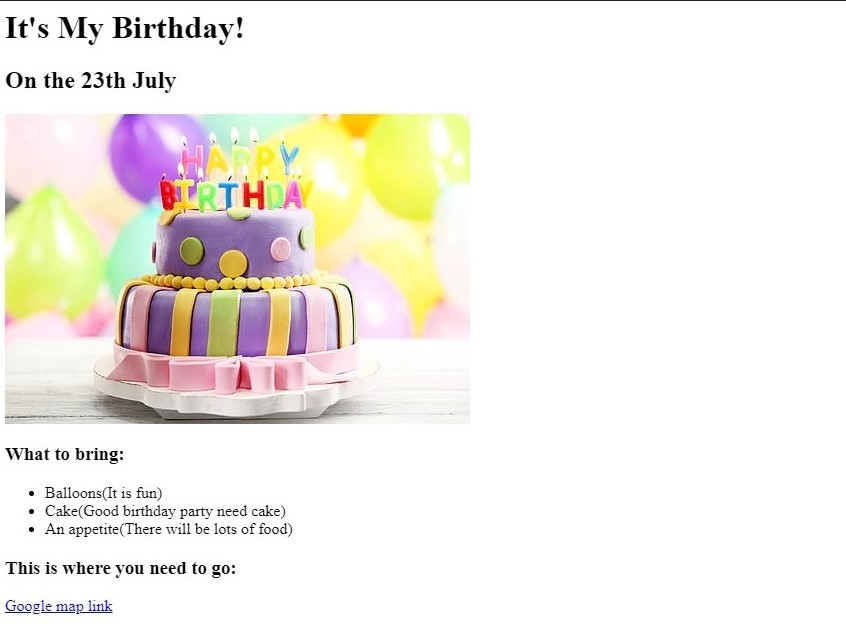 It's My Birthday!
On the 23th July
HAPPY
BIRTHDAY
What to bring:
Balloons(It is fun)
Cake(Good birthday party need cake)
An appetite(There will be lots of food)
This is where you need to go:
Google map link